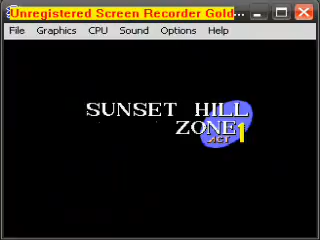 Unregistered Screen Recorder Gold...
File Graphics CPU Sound Options Help
SUNSET HILL
ZONE
ACT 1